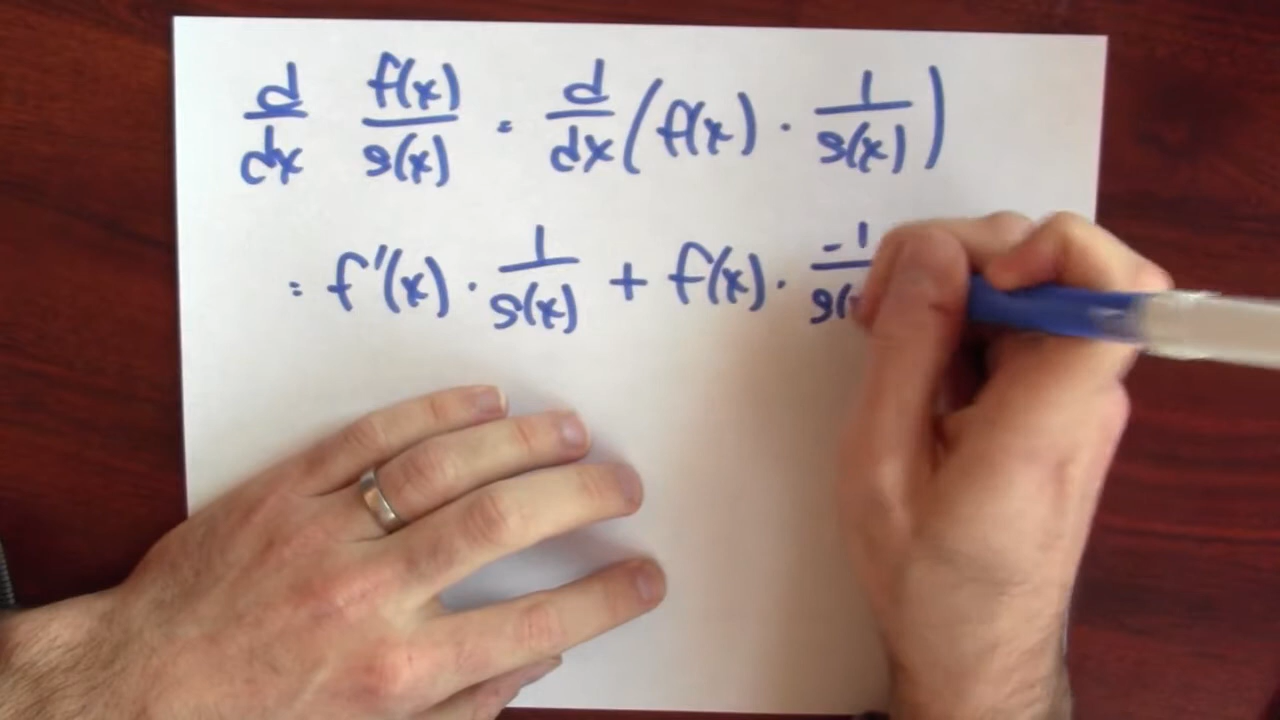 d/dx f(x)/g(x) = d/dx (f(x) · 1/g(x))
= f'(x) · 1/g(x) + f(x) · -1/g(